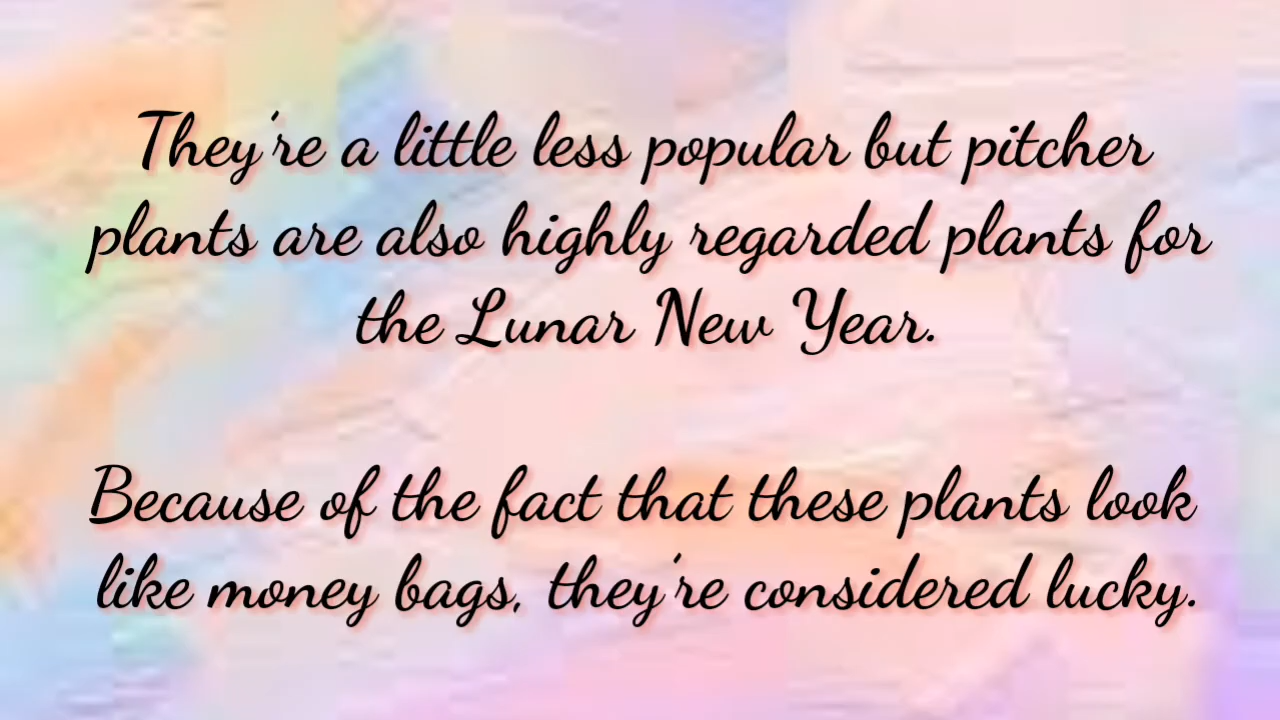 They're a little less popular but pitcher
plants are also highly regarded plants for
the Lunar New Year.
Because of the fact that these plants look
like money bags, they're considered lucky.